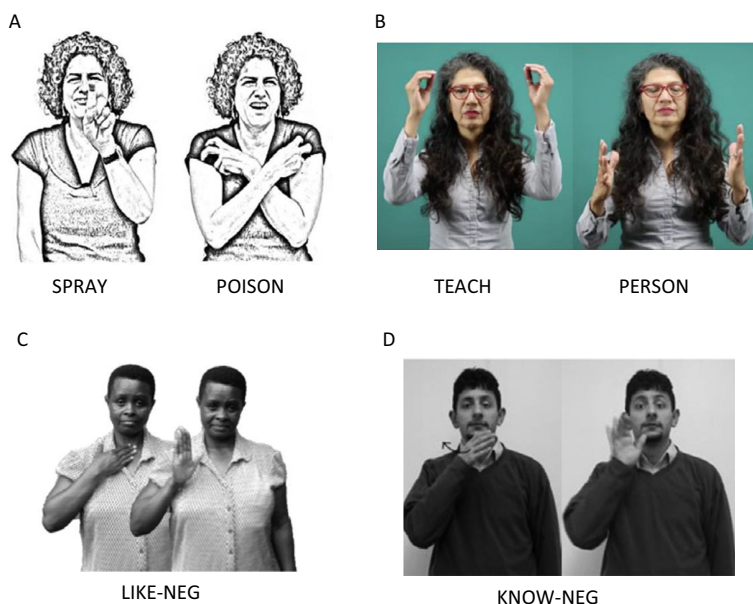 A
B
SPRAY
POISON
TEACH
PERSON
C
D
LIKE-NEG
KNOW-NEG